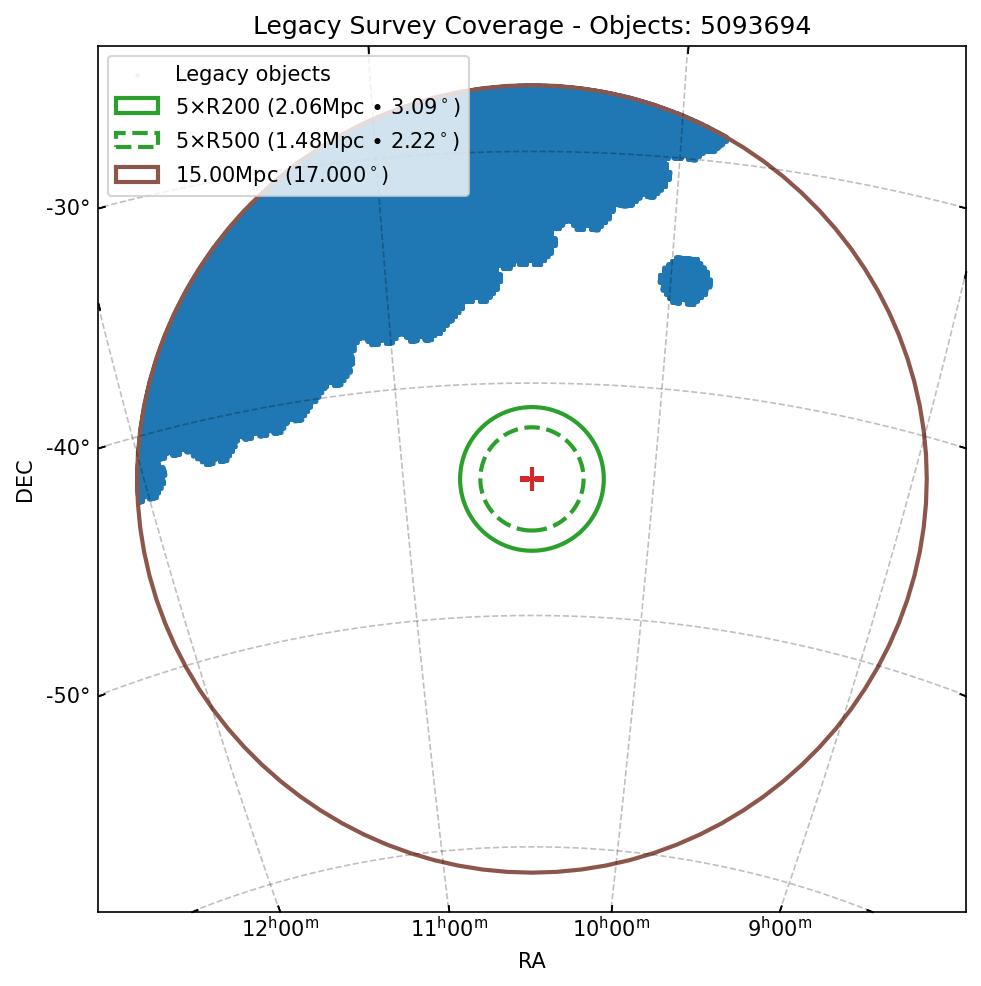 Legacy Survey Coverage - Objects: 5093694
Legacy objects
5×R200 (2.06Mpc • 3.09°)
5×R500 (1.48Mpc • 2.22°)
15.00Mpc (17.000°)
-30°
-40°
-50°
DEC
12ʰ00ᵐ 11ʰ00ᵐ 10ʰ00ᵐ 9ʰ00ᵐ
RA